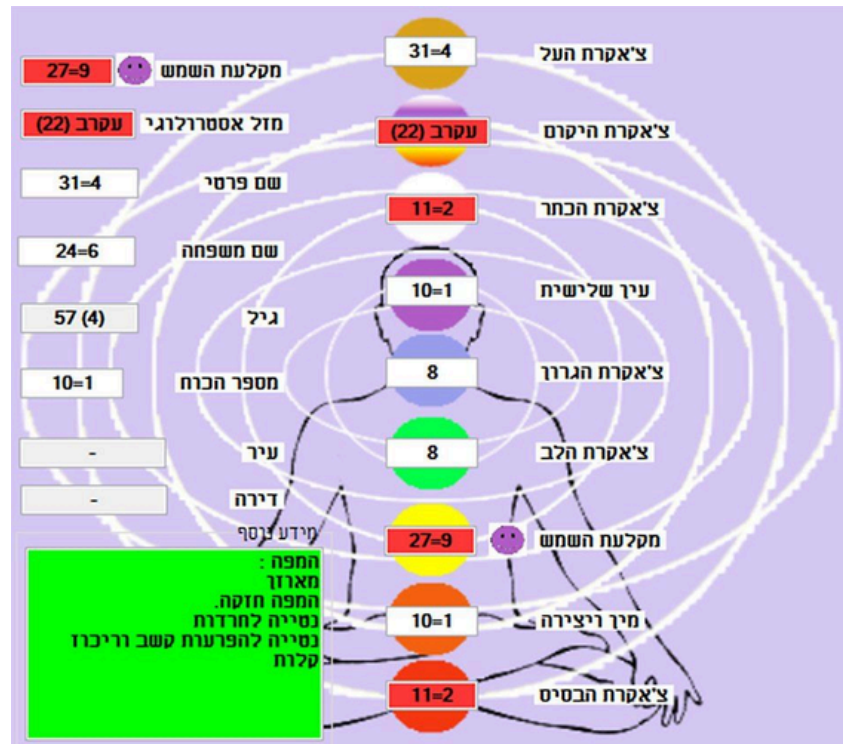 צ'אקרת העל
31=4
מקלעת השמש
27=9
צ'אקרת היקום
עקרב (22)
מזל אסטרולוגי
עקרב (22)
צ'אקרת הכתר
11=2
שם פרטי
31=4
שם משפחה
24=6
עין שלישית
10=1
גיל
57 (4)
צ'אקרת הגרון
8
מספר הכוח
10=1
צ'אקרת הלב
8
עיר
-
דירה
-
מקלעת השמש
27=9
מידע נוסף
המפה :
מאוזן
המפה חזקה.
נטייה לחרדות
נטייה להפרעות קשב וריכוז
קלות
מין ויצירה
10=1
צ'אקרת הבסיס
11=2